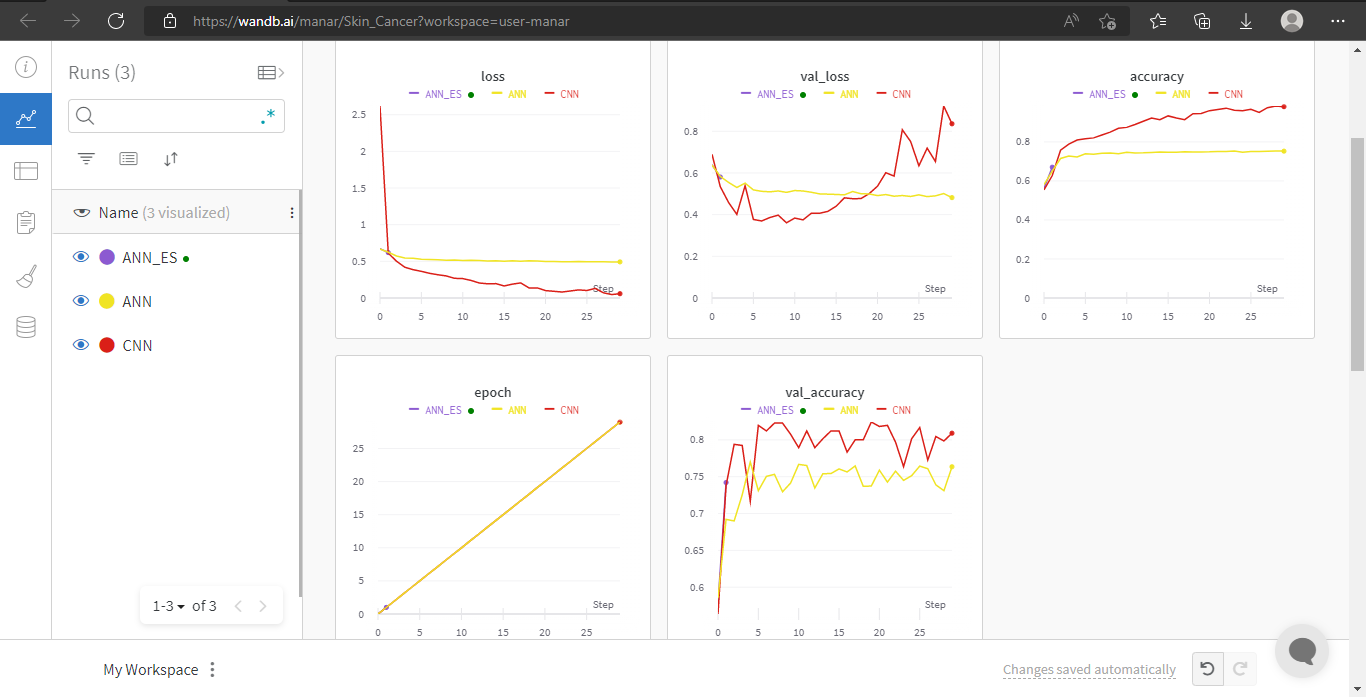 https://wandb.ai/manar/Skin_Cancer?workspace=user-manar
Runs (3)
.*
Name (3 visualized)
ANN_ES
ANN
CNN
1-3 of 3
loss
ANN_ES ANN CNN
2.5
2
1.5
1
0.5
0
Step
0 5 10 15 20 25
val_loss
ANN_ES ANN CNN
0.8
0.6
0.4
0.2
0
Step
0 5 10 15 20 25
accuracy
ANN_ES ANN CNN
0.8
0.6
0.4
0.2
0
Step
0 5 10 15 20 25
epoch
ANN_ES ANN CNN
25
20
15
10
5
0
Step
0 5 10 15 20 25
val_accuracy
ANN_ES ANN CNN
0.8
0.75
0.7
0.65
0.6
Step
0 5 10 15 20 25
My Workspace
Changes saved automatically